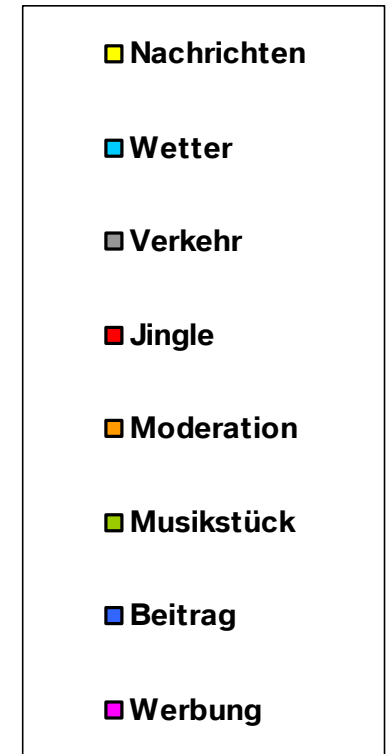 Nachrichten
Wetter
Verkehr
Jingle
Moderation
Musikstück
Beitrag
Werbung